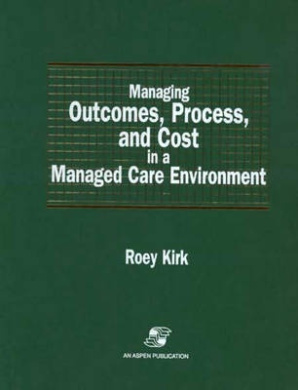 Managing
Outcomes, Process,
and Cost
in a
Managed Care Environment
Roey Kirk
AN ASPEN PUBLICATION